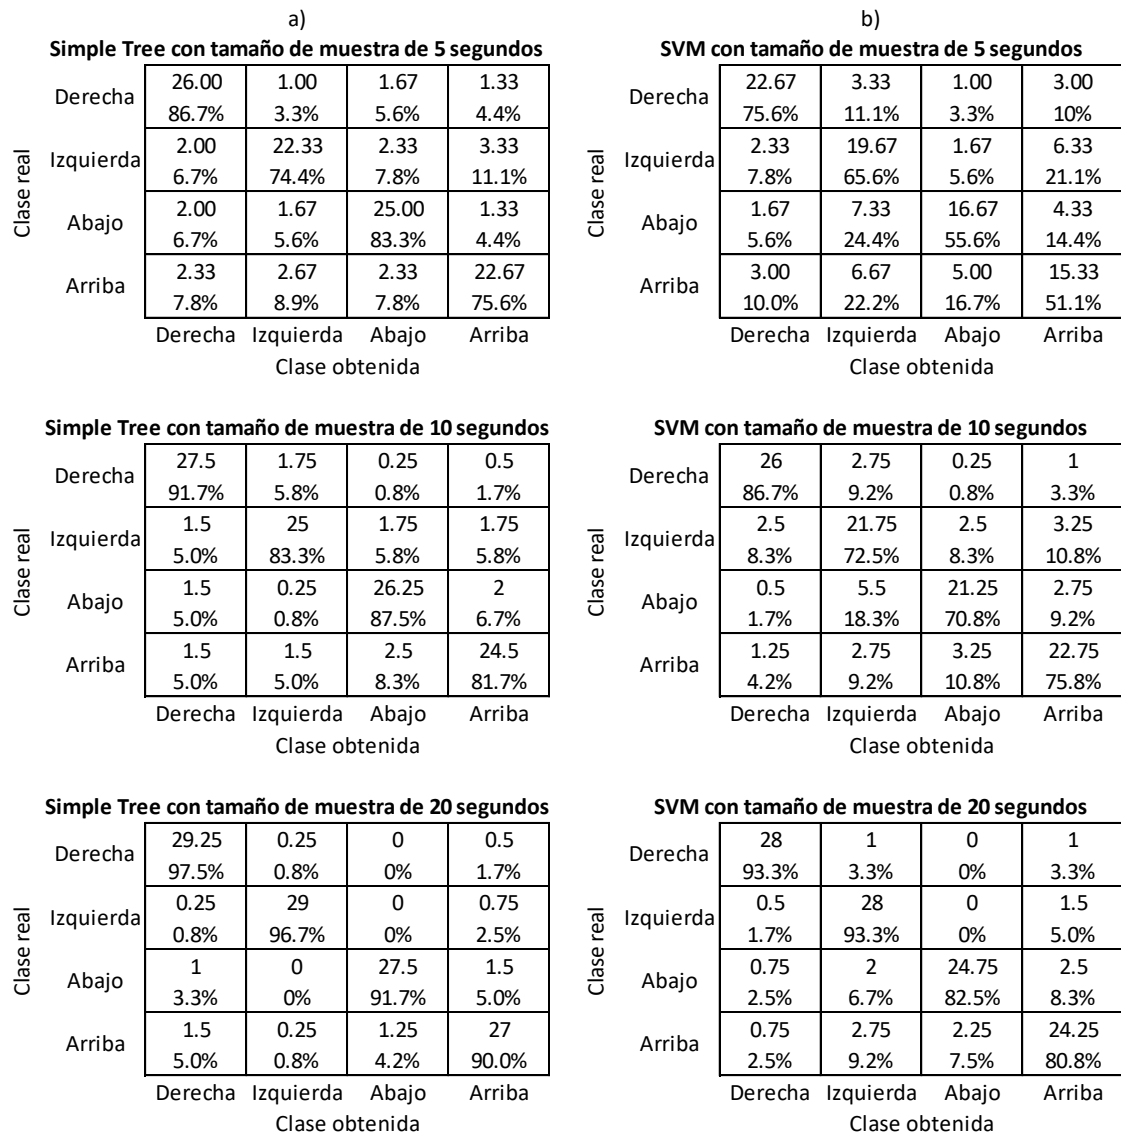 a)
Simple Tree con tamaño de muestra de 5 segundos
Clase real
Derecha
26.00 1.00 1.67 1.33
86.7% 3.3% 5.6% 4.4%
Izquierda
2.00 22.33 2.33 3.33
6.7% 74.4% 7.8% 11.1%
Abajo
2.00 1.67 25.00 1.33
6.7% 5.6% 83.3% 4.4%
Arriba
2.33 2.67 2.33 22.67
7.8% 8.9% 7.8% 75.6%
Derecha Izquierda Abajo Arriba
Clase obtenida
Simple Tree con tamaño de muestra de 10 segundos
Clase real
Derecha
27.5 1.75 0.25 0.5
91.7% 5.8% 0.8% 1.7%
Izquierda
1.5 25 1.75 1.75
5.0% 83.3% 5.8% 5.8%
Abajo
1.5 0.25 26.25 2
5.0% 0.8% 87.5% 6.7%
Arriba
1.5 1.5 2.5 24.5
5.0% 5.0% 8.3% 81.7%
Derecha Izquierda Abajo Arriba
Clase obtenida
Simple Tree con tamaño de muestra de 20 segundos
Clase real
Derecha
29.25 0.25 0 0.5
97.5% 0.8% 0% 1.7%
Izquierda
0.25 29 0 0.75
0.8% 96.7% 0% 2.5%
Abajo
1 0 27.5 1.5
3.3% 0% 91.7% 5.0%
Arriba
1.5 0.25 1.25 27
5.0% 0.8% 4.2% 90.0%
Derecha Izquierda Abajo Arriba
Clase obtenida
b)
SVM con tamaño de muestra de 5 segundos
Clase real
Derecha
22.67 3.33 1.00 3.00
75.6% 11.1% 3.3% 10%
Izquierda
2.33 19.67 1.67 6.33
7.8% 65.6% 5.6% 21.1%
Abajo
1.67 7.33 16.67 4.33
5.6% 24.4% 55.6% 14.4%
Arriba
3.00 6.67 5.00 15.33
10.0% 22.2% 16.7% 51.1%
Derecha Izquierda Abajo Arriba
Clase obtenida
SVM con tamaño de muestra de 10 segundos
Clase real
Derecha
26 2.75 0.25 1
86.7% 9.2% 0.8% 3.3%
Izquierda
2.5 21.75 2.5 3.25
8.3% 72.5% 8.3% 10.8%
Abajo
0.5 5.5 21.25 2.75
1.7% 18.3% 70.8% 9.2%
Arriba
1.25 2.75 3.25 22.75
4.2% 9.2% 10.8% 75.8%
Derecha Izquierda Abajo Arriba
Clase obtenida
SVM con tamaño de muestra de 20 segundos
Clase real
Derecha
28 1 0 1
93.3% 3.3% 0% 3.3%
Izquierda
0.5 28 0 1.5
1.7% 93.3% 0% 5.0%
Abajo
0.75 2 24.75 2.5
2.5% 6.7% 82.5% 8.3%
Arriba
0.75 2.75 2.25 24.25
2.5% 9.2% 7.5% 80.8%
Derecha Izquierda Abajo Arriba
Clase obtenida